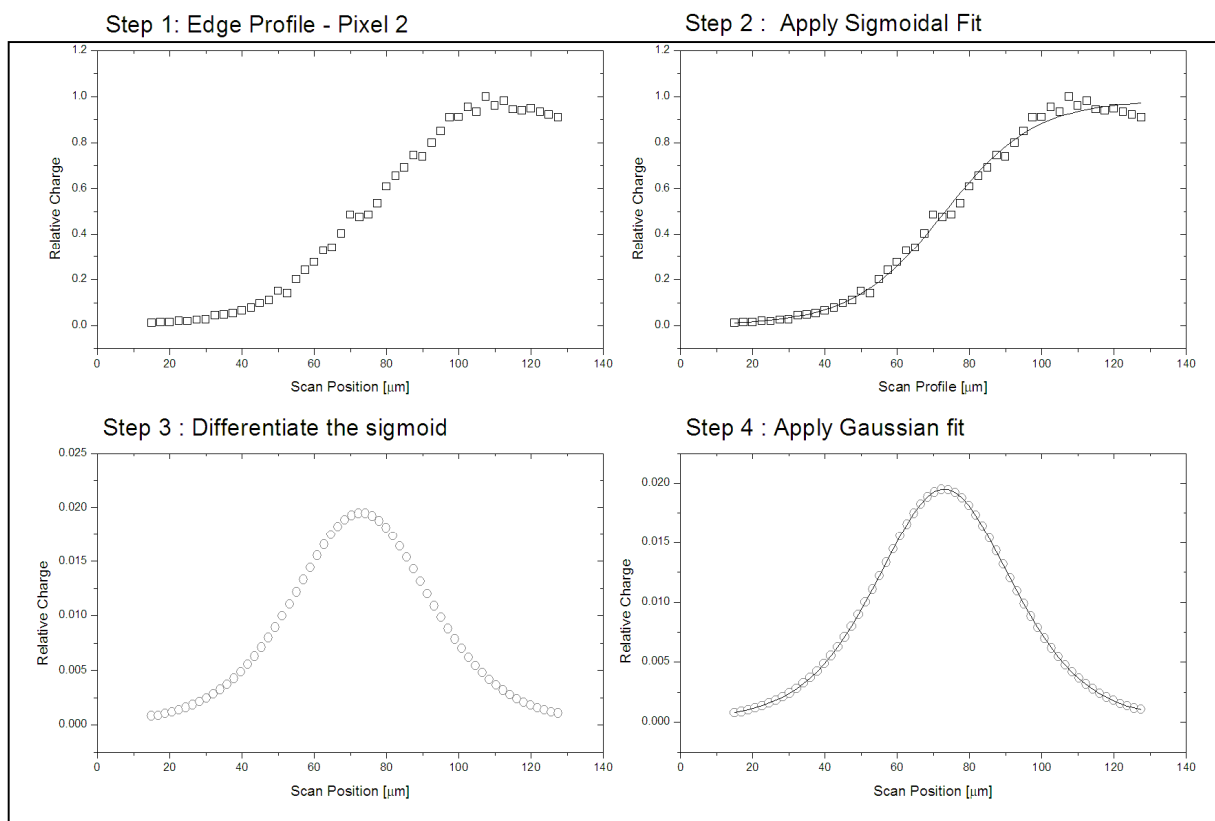 Step 1: Edge Profile - Pixel 2
1.2
1.0
0.8
0.6
0.4
0.2
0.0
Relative Charge
0 20 40 60 80 100 120 140
Scan Position [μm]
Step 2 : Apply Sigmoidal Fit
1.2
1.0
0.8
0.6
0.4
0.2
0.0
Relative Charge
0 20 40 60 80 100 120 140
Scan Profile [μm]
Step 3 : Differentiate the sigmoid
0.025
0.020
0.015
0.010
0.005
0.000
Relative Charge
0 20 40 60 80 100 120 140
Scan Position [μm]
Step 4 : Apply Gaussian fit
0.020
0.015
0.010
0.005
0.000
Relative Charge
0 20 40 60 80 100 120 140
Scan Position [μm]